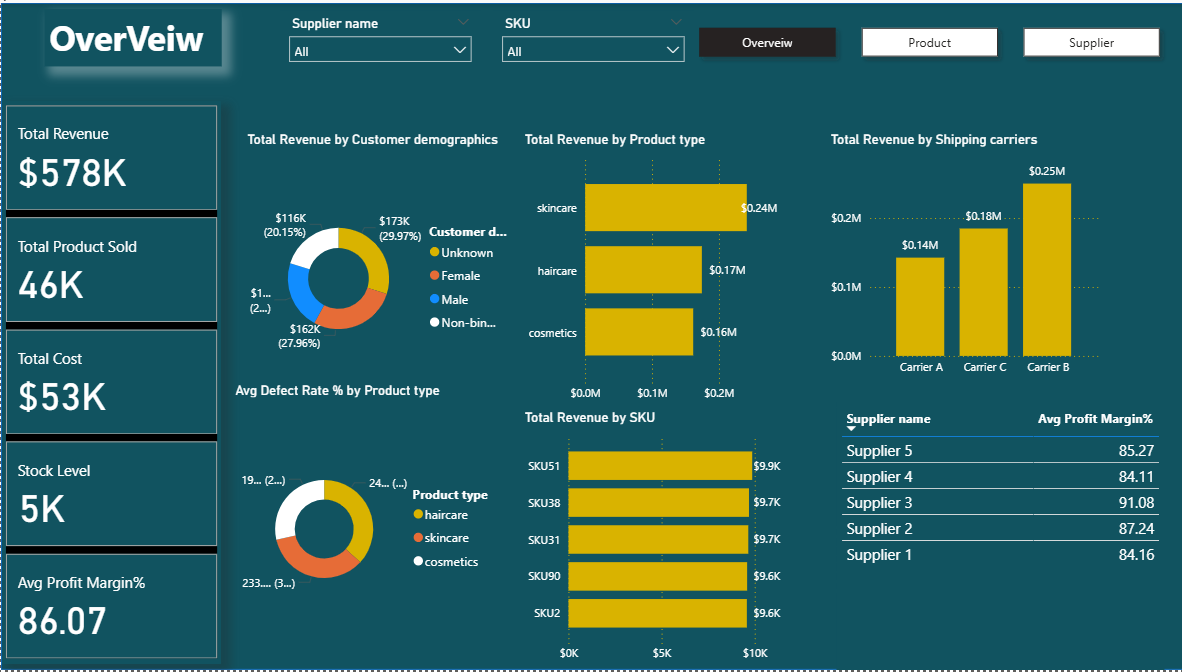 OverVeiw
Supplier name
All
SKU
All
Overveiw
Product
Supplier
Total Revenue
$578K
Total Product Sold
46K
Total Cost
$53K
Stock Level
5K
Avg Profit Margin%
86.07
Total Revenue by Customer demographics
$116K
(20.15%)
$173K
(29.97%)
$1...
(2...)
$162K
(27.96%)
Customer d...
Unknown
Female
Male
Non-bin...
Total Revenue by Product type
skincare
$0.24M
haircare
$0.17M
cosmetics
$0.16M
$0.0M
$0.1M
$0.2M
Total Revenue by Shipping carriers
$0.2M
$0.1M
$0.0M
$0.14M
$0.18M
$0.25M
Carrier A
Carrier C
Carrier B
Avg Defect Rate % by Product type
19... (2...)
24... (...)
233.... (3...)
Product type
haircare
skincare
cosmetics
Total Revenue by SKU
SKU51
$9.9K
SKU38
$9.7K
SKU31
$9.7K
SKU90
$9.6K
SKU2
$9.6K
$0K
$5K
$10K
Supplier name Avg Profit Margin%
Supplier 5 85.27
Supplier 4 84.11
Supplier 3 91.08
Supplier 2 87.24
Supplier 1 84.16